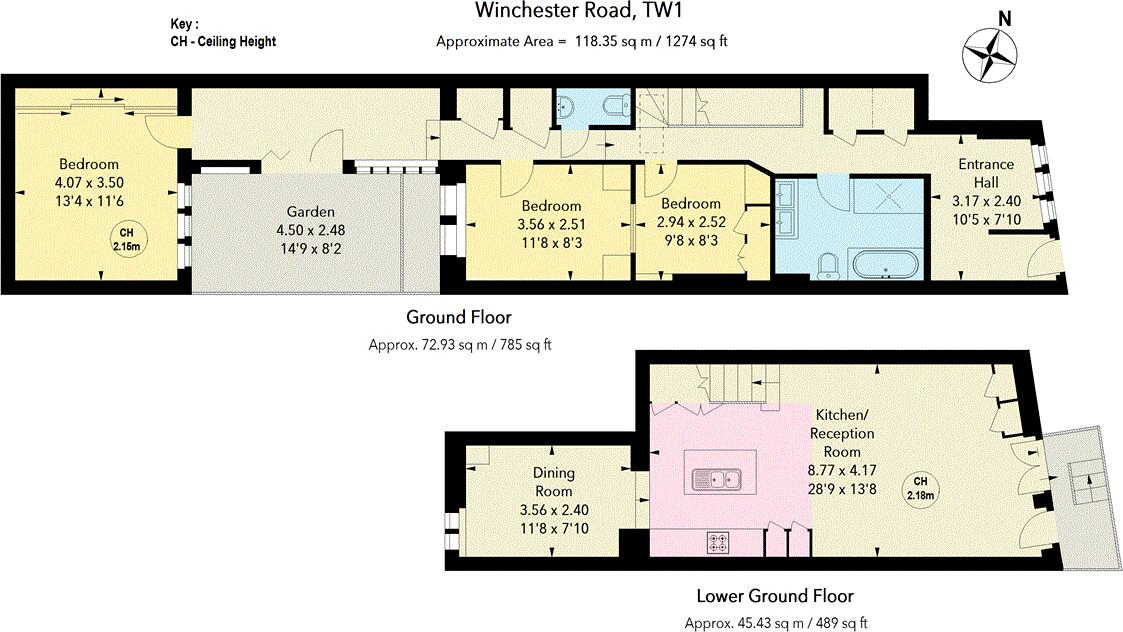 Winchester Road, TW1
Key :
CH - Ceiling Height
Approximate Area = 118.35 sq m / 1274 sq ft
N
Bedroom
4.07 x 3.50
13'4 x 11'6
CH
2.15m
Garden
4.50 x 2.48
14'9 x 8'2
Bedroom
3.56 x 2.51
11'8 x 8'3
Bedroom
2.94 x 2.52
9'8 x 8'3
Entrance
Hall
3.17 x 2.40
10'5 x 7'10
Ground Floor
Approx. 72.93 sq m / 785 sq ft
Dining
Room
3.56 x 2.40
11'8 x 7'10
Kitchen/
Reception
Room
8.77 x 4.17
28'9 x 13'8
CH
2.18m
Lower Ground Floor
Approx. 45.43 sq m / 489 sq ft